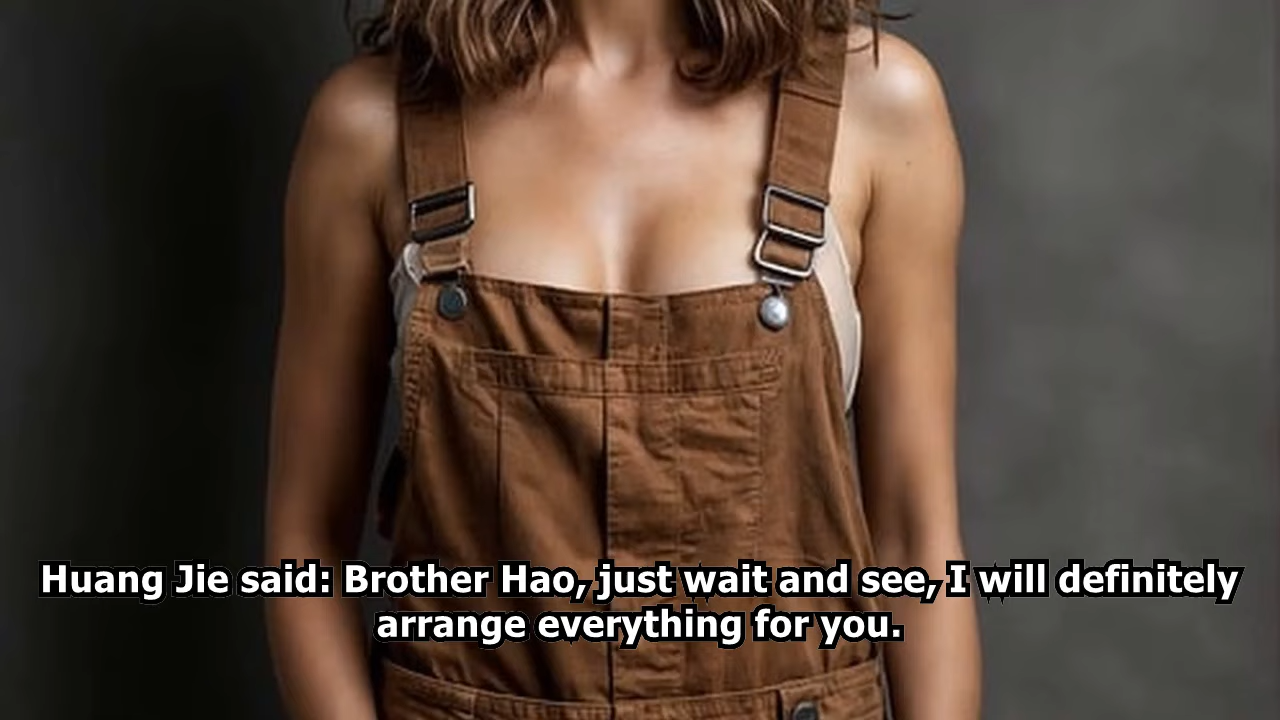 Huang Jie said: Brother Hao, just wait and see, I will definitely
arrange everything for you.